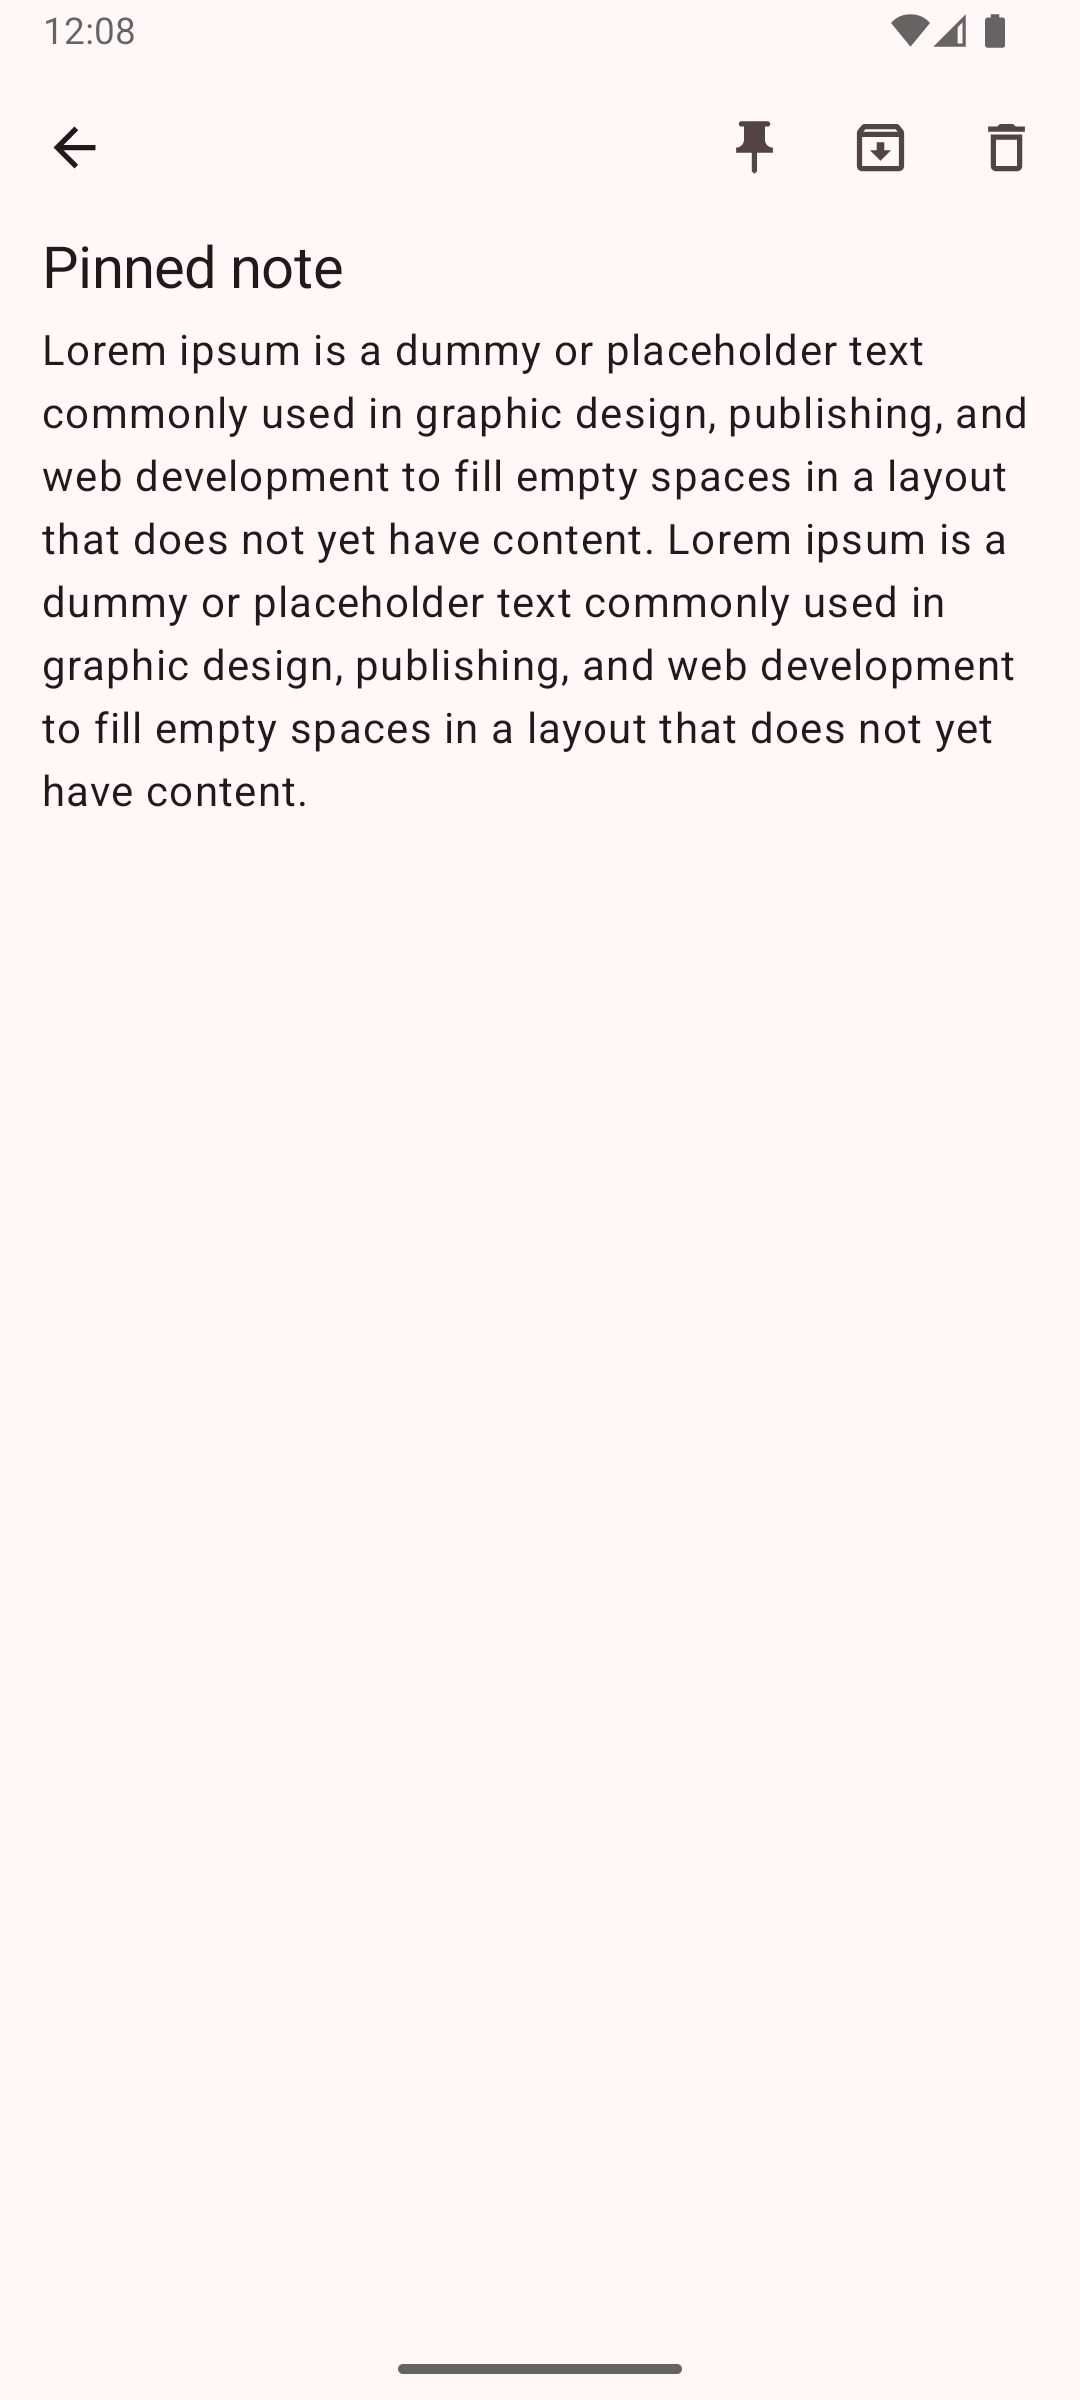 12:08
Pinned note
Lorem ipsum is a dummy or placeholder text
commonly used in graphic design, publishing, and
web development to fill empty spaces in a layout
that does not yet have content. Lorem ipsum is a
dummy or placeholder text commonly used in
graphic design, publishing, and web development
to fill empty spaces in a layout that does not yet
have content.